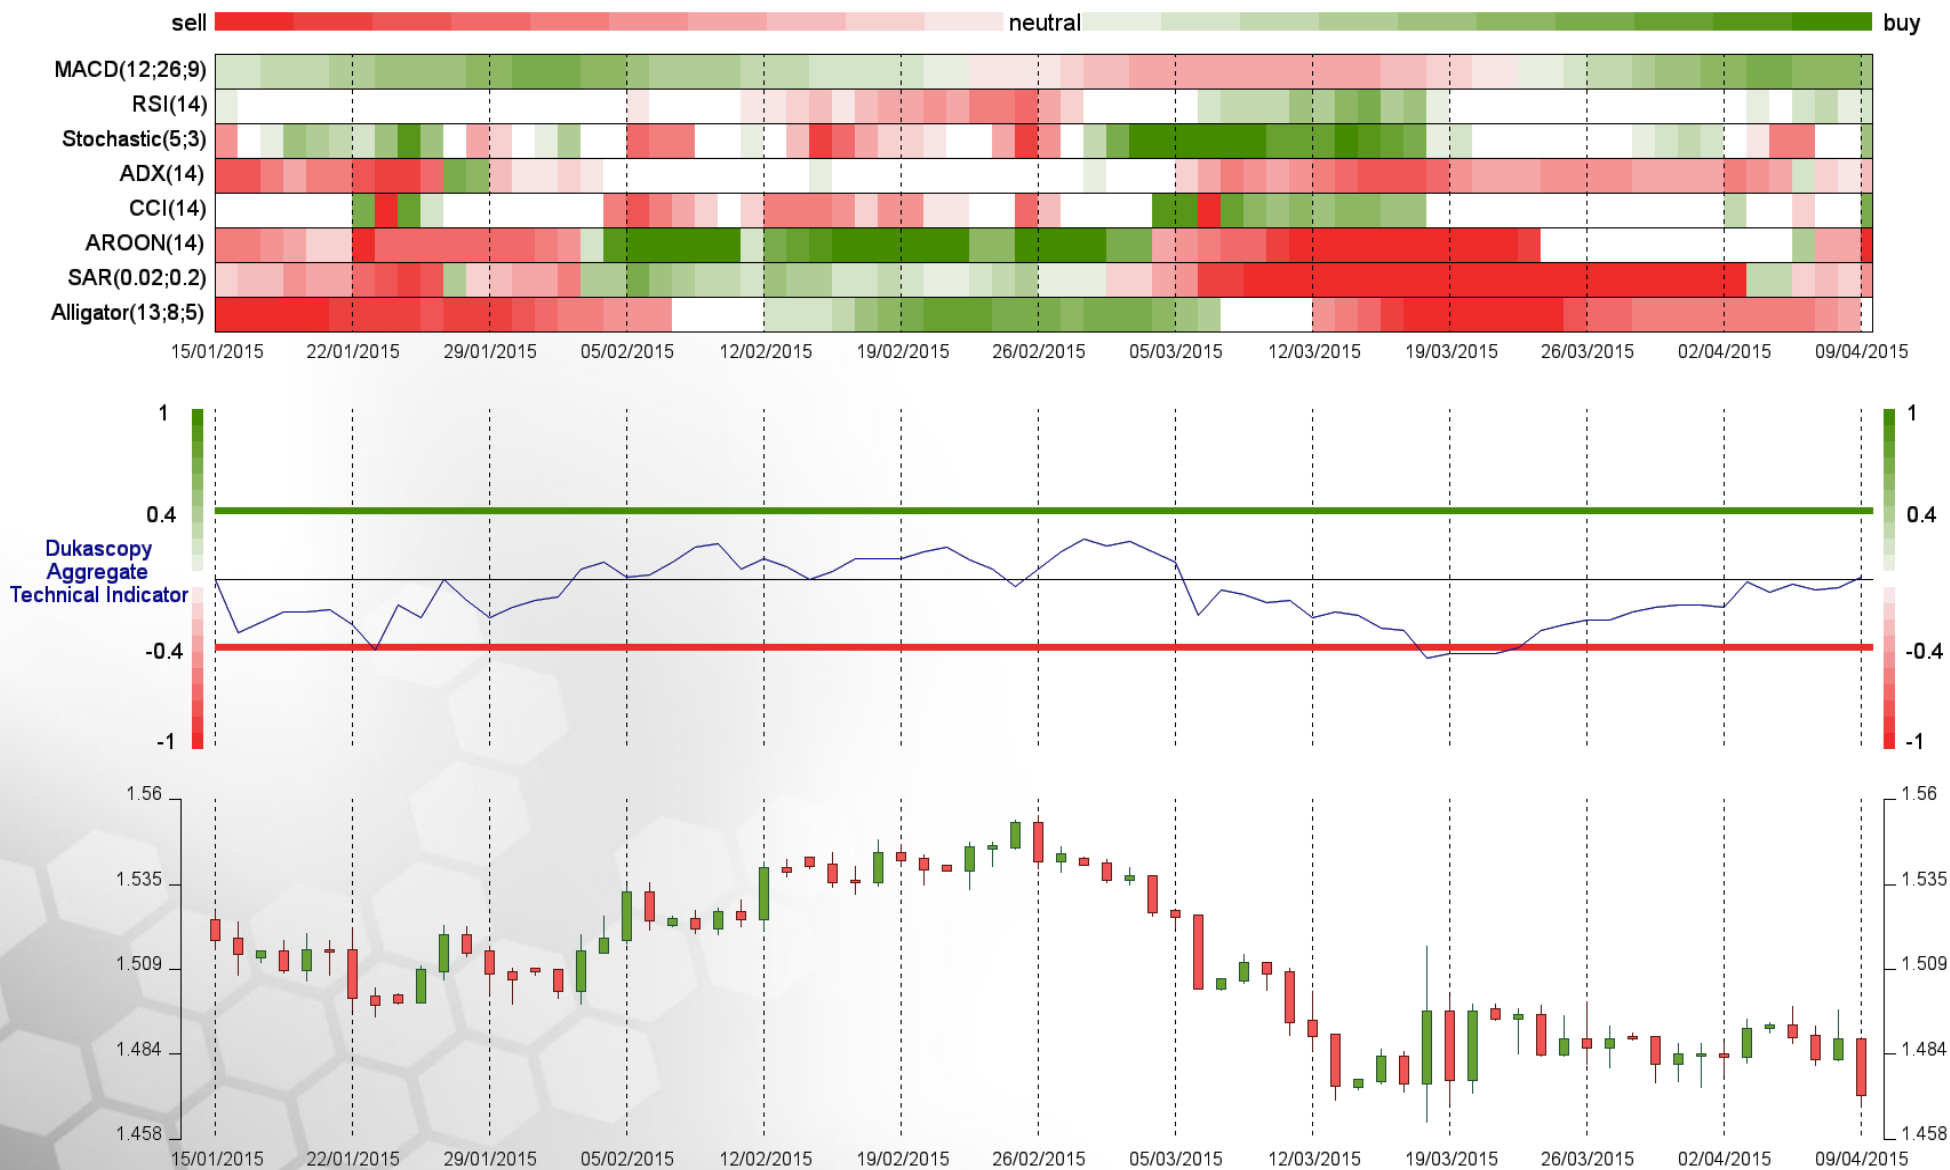 sell neutral buy
MACD(12;26;9)
RSI(14)
Stochastic(5;3)
ADX(14)
CCI(14)
AROON(14)
SAR(0.02;0.2)
Alligator(13;8;5)
15/01/2015 22/01/2015 29/01/2015 05/02/2015 12/02/2015 19/02/2015 26/02/2015 05/03/2015 12/03/2015 19/03/2015 26/03/2015 02/04/2015 09/04/2015
1 1
0.4 0.4
Dukascopy
Aggregate
Technical Indicator
-0.4 -0.4
-1 -1
1.56 1.56
1.535 1.535
1.509 1.509
1.484 1.484
1.458 1.458
15/01/2015 22/01/2015 29/01/2015 05/02/2015 12/02/2015 19/02/2015 26/02/2015 05/03/2015 12/03/2015 19/03/2015 26/03/2015 02/04/2015 09/04/2015